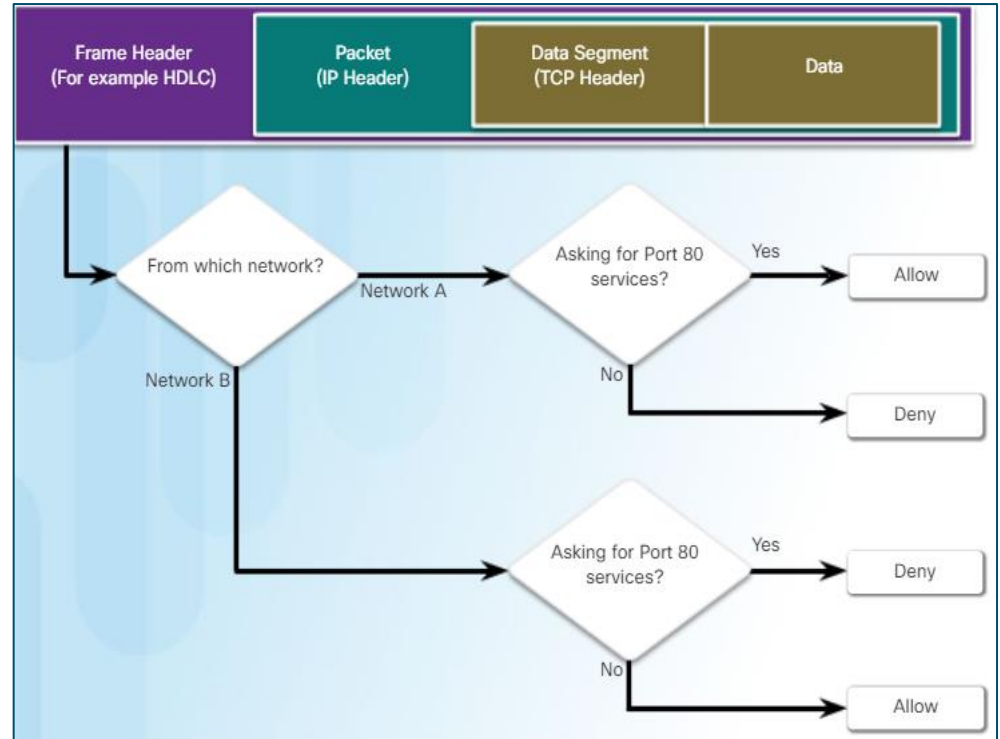 Frame Header
(For example HDLC)
Packet
(IP Header)
Data Segment
(TCP Header)
Data
From which network?
Network A
Asking for Port 80
services?
Yes
Allow
No
Deny
Network B
Asking for Port 80
services?
Yes
Deny
No
Allow